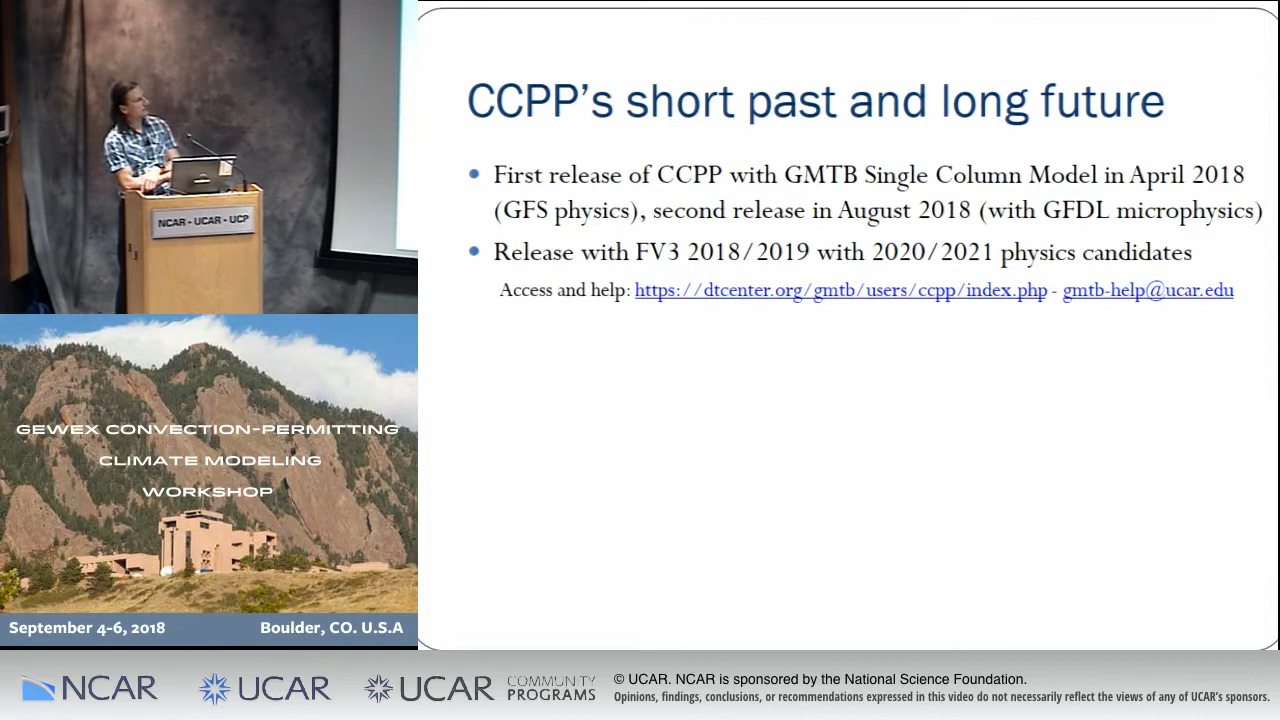 CCPP's short past and long future
First release of CCPP with GMTB Single Column Model in April 2018
(GFS physics), second release in August 2018 (with GFDL microphysics)
Release with FV3 2018/2019 with 2020/2021 physics candidates
Access and help: https://dtcenter.org/gmtb/users/ccpp/index.php - gmtb-help@ucar.edu
NCAR • UCAR • UCP
GEWEX CONVECTION-PERMITTING
CLIMATE MODELING
WORKSHOP
September 4-6, 2018 Boulder, CO. U.S.A
NCAR
UCAR
UCAR
COMMUNITY
PROGRAMS
© UCAR. NCAR is sponsored by the National Science Foundation.
Opinions, findings, conclusions, or recommendations expressed in this video do not necessarily reflect the views of any of UCAR's sponsors.